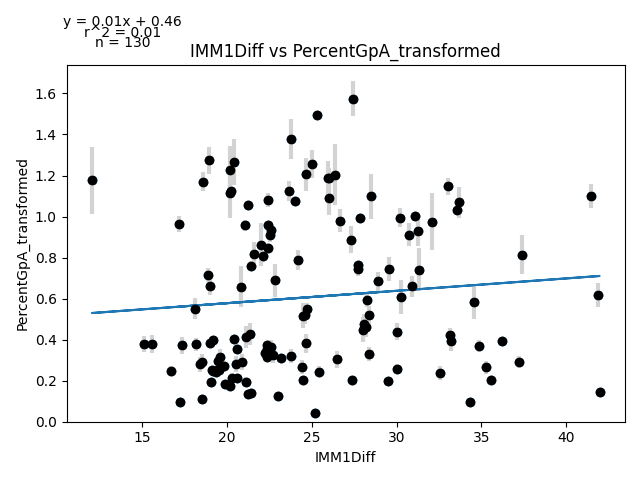 y = 0.01x + 0.46
r^2 = 0.01
n = 130
IMM1Diff vs PercentGpA_transformed
PercentGpA_transformed
1.6
1.4
1.2
1.0
0.8
0.6
0.4
0.2
0.0
15 20 25 30 35 40
IMM1Diff